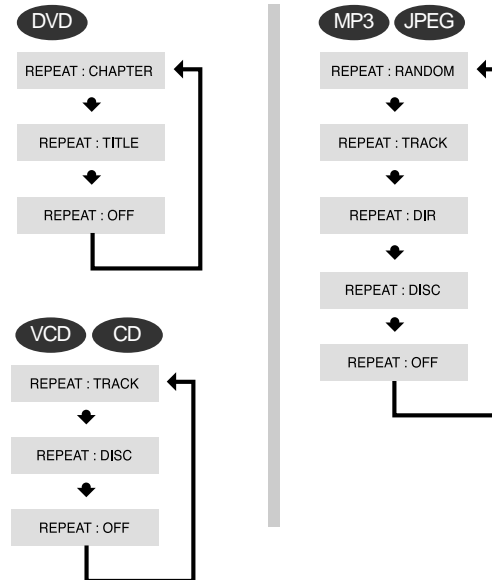 DVD
REPEAT : CHAPTER
REPEAT : TITLE
REPEAT : OFF
VCD CD
REPEAT : TRACK
REPEAT : DISC
REPEAT : OFF
MP3 JPEG
REPEAT : RANDOM
REPEAT : TRACK
REPEAT : DIR
REPEAT : DISC
REPEAT : OFF